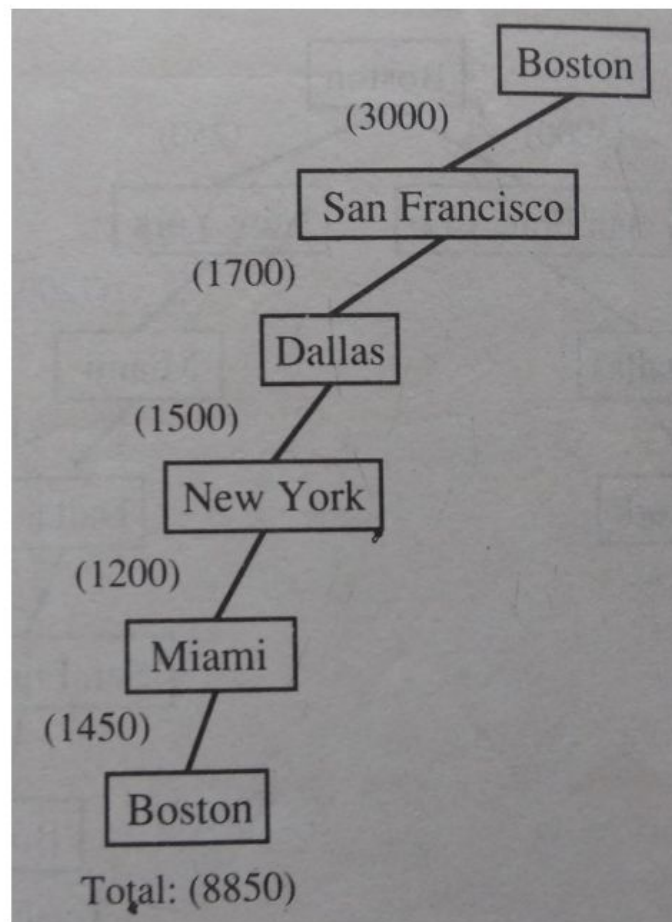 Boston
(3000)
San Francisco
(1700)
Dallas
(1500)
New York
(1200)
Miami
(1450)
Boston
Total: (8850)